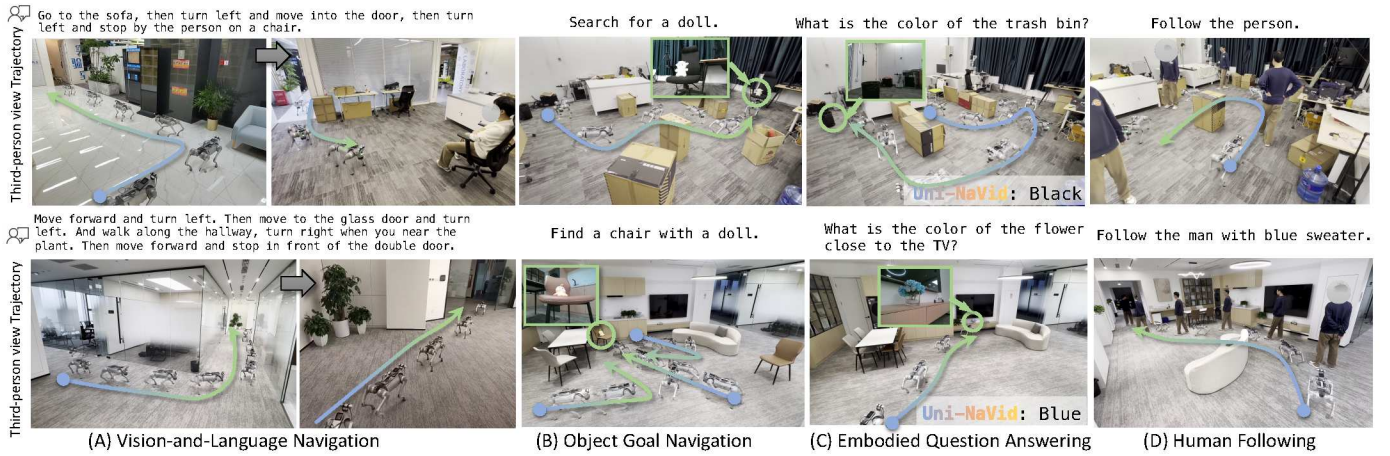 Go to the sofa, then turn left and move into the door, then turn
left and stop by the person on a chair.
Search for a doll.
What is the color of the trash bin?
Follow the person.
Third-person view Trajectory
Uni-NaVid: Black
Move forward and turn left. Then move to the glass door and turn
left. And walk along the hallway, turn right when you near the
plant. Then move forward and stop in front of the double door.
Find a chair with a doll.
What is the color of the flower
close to the TV?
Follow the man with blue sweater.
Third-person view Trajectory
Uni-NaVid: Blue
(A) Vision-and-Language Navigation
(B) Object Goal Navigation
(C) Embodied Question Answering
(D) Human Following